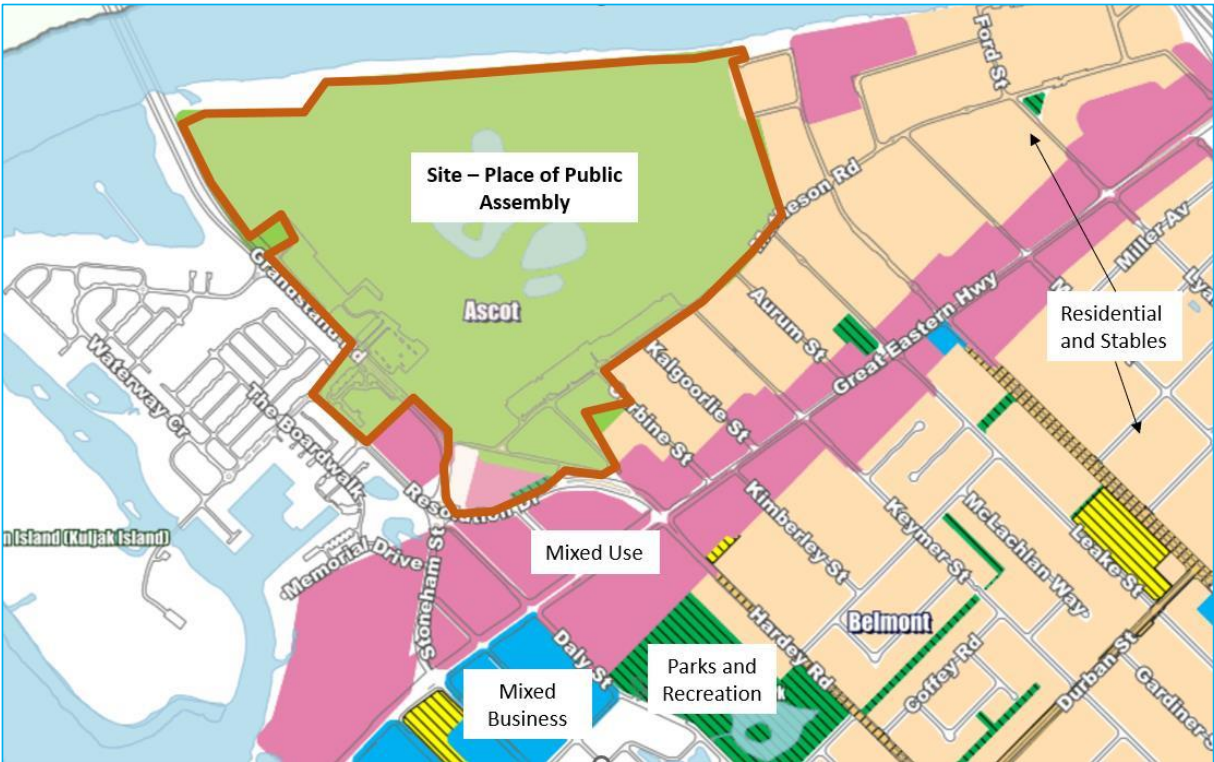 Ford St
Site – Place of Public
Assembly
Matheson Rd
Miller Av
Grandstand Rd
Ascot
Aurum St
Great Eastern Hwy
Residential
and Stables
Waterway Cr
The Boardwalk
Kalgoorlie St
Resolution Dr
Kimberley St
Keymer St
McLachlan Way
Leake St
n Island (Kuljak Island)
Memorial Drive
Stoneham St
Mixed Use
Hardey Rd
Belmont
Daly St
Parks and
Recreation
Mixed
Business
Coffey Rd
Durban St
Gardiner S